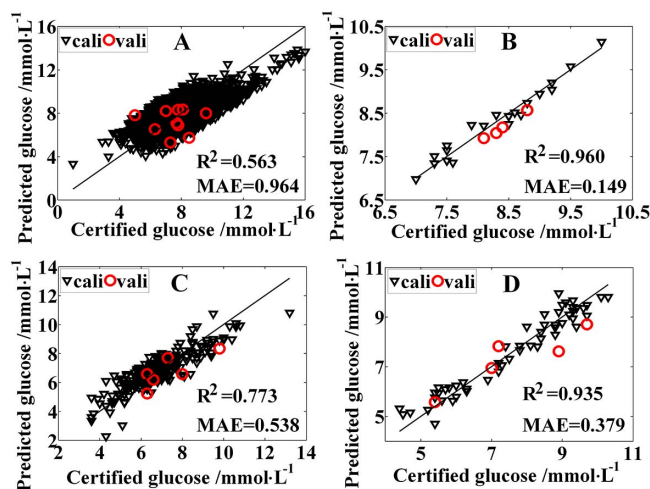 16
12
8
4
0
cali vali
A
R²=0.563
MAE=0.964
0 4 8 12 16
Predicted glucose /mmol·L⁻¹
Certified glucose /mmol·L⁻¹
10.5
9.5
8.5
7.5
6.5
cali vali
B
R²=0.960
MAE=0.149
6.5 7.5 8.5 9.5 10.5
Predicted glucose /mmol·L⁻¹
Certified glucose /mmol·L⁻¹
14
12
10
8
6
4
2
cali vali
C
R²=0.773
MAE=0.538
2 4 6 8 10 12 14
Predicted glucose /mmol·L⁻¹
Certified glucose /mmol·L⁻¹
11
9
7
5
cali vali
D
R²=0.935
MAE=0.379
5 7 9 11
Predicted glucose /mmol·L⁻¹
Certified glucose /mmol·L⁻¹